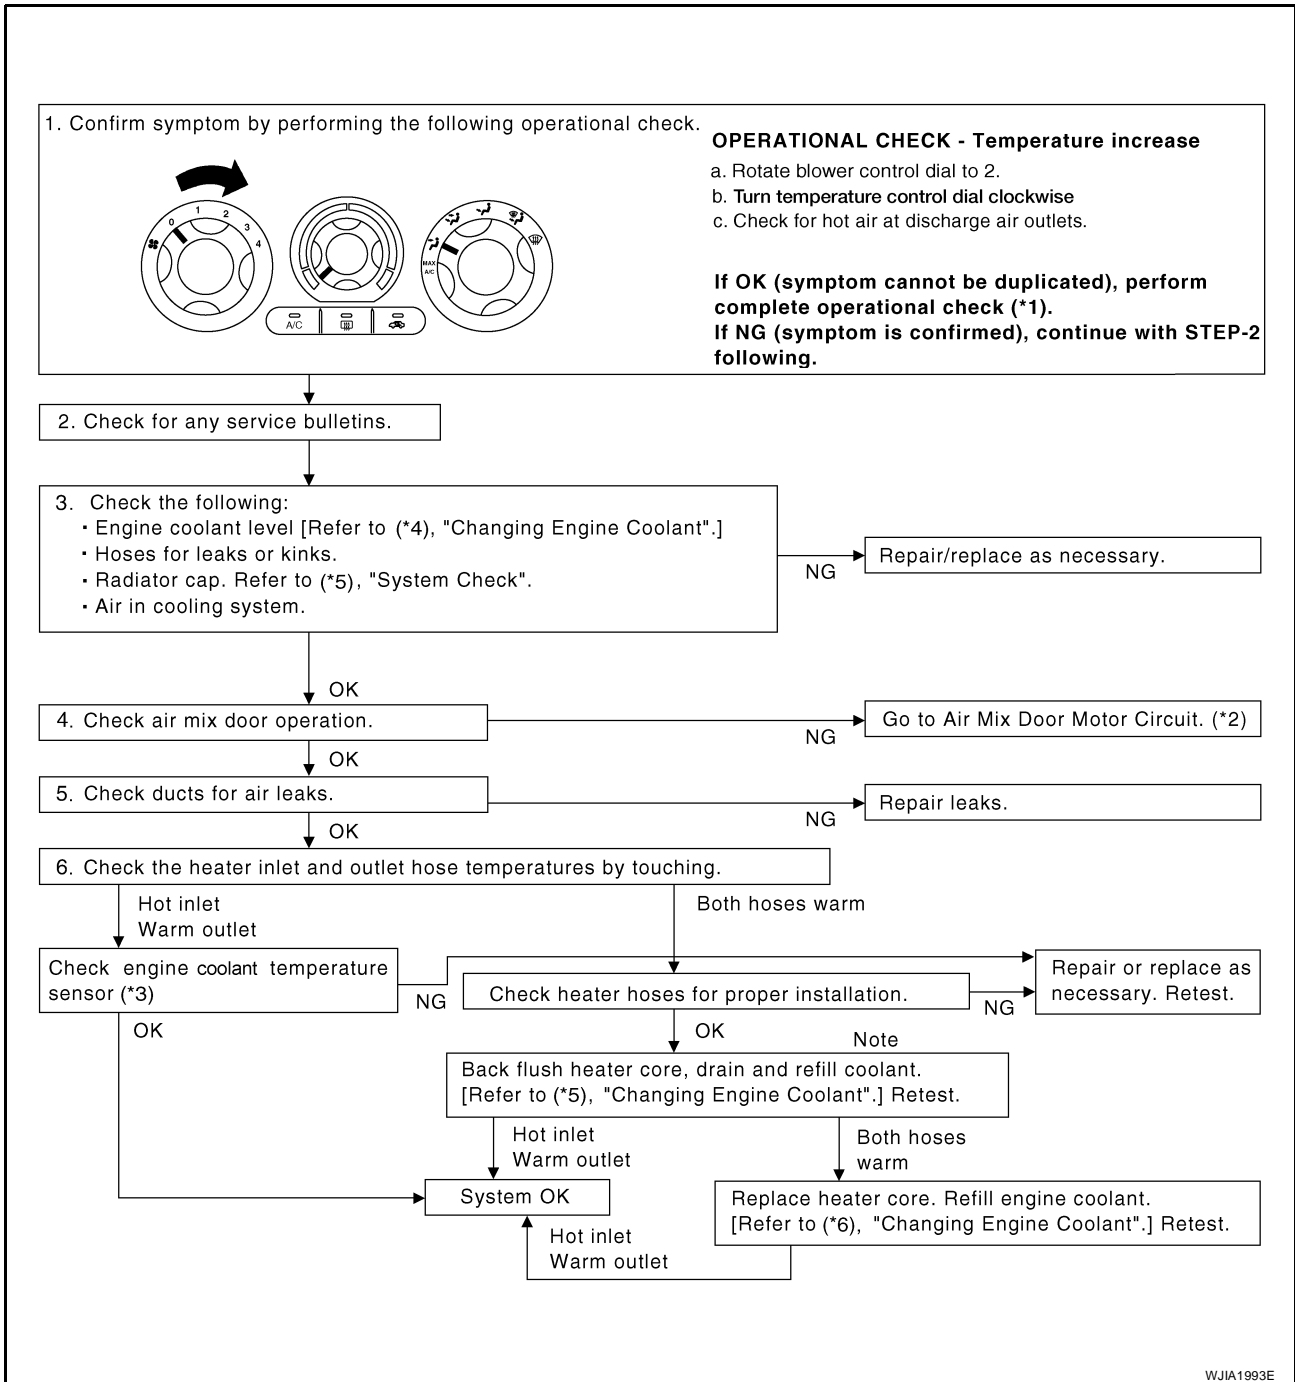 1. Confirm symptom by performing the following operational check.
OPERATIONAL CHECK - Temperature increase
a. Rotate blower control dial to 2.
b. Turn temperature control dial clockwise
c. Check for hot air at discharge air outlets.
If OK (symptom cannot be duplicated), perform
complete operational check (*1).
If NG (symptom is confirmed), continue with STEP-2
following.
0
1
2
3
4
MAX
A/C
A/C
2. Check for any service bulletins.
3. Check the following:
· Engine coolant level [Refer to (*4), "Changing Engine Coolant".]
· Hoses for leaks or kinks.
· Radiator cap. Refer to (*5), "System Check".
· Air in cooling system.
NG
Repair/replace as necessary.
OK
4. Check air mix door operation.
NG
Go to Air Mix Door Motor Circuit. (*2)
OK
5. Check ducts for air leaks.
NG
Repair leaks.
OK
6. Check the heater inlet and outlet hose temperatures by touching.
Hot inlet
Warm outlet
Both hoses warm
Check engine coolant temperature
sensor (*3)
NG
Check heater hoses for proper installation.
NG
Repair or replace as
necessary. Retest.
OK
OK
Note
Back flush heater core, drain and refill coolant.
[Refer to (*5), "Changing Engine Coolant".] Retest.
Hot inlet
Warm outlet
Both hoses
warm
System OK
Replace heater core. Refill engine coolant.
[Refer to (*6), "Changing Engine Coolant".] Retest.
Hot inlet
Warm outlet
WJIA1993E